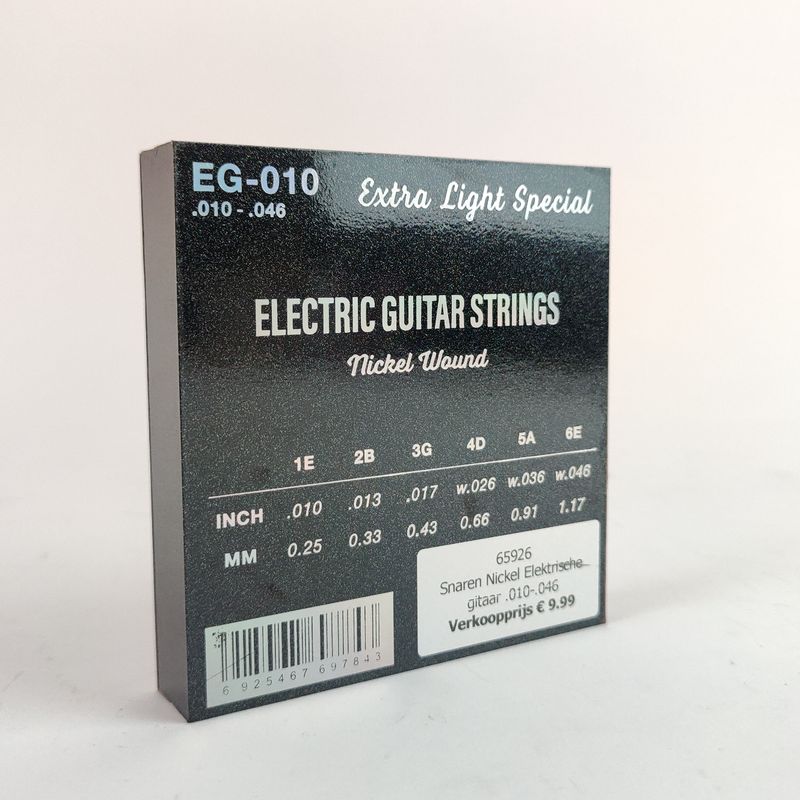 EG-010
.010 - .046
Extra Light Special
ELECTRIC GUITAR STRINGS
Nickel Wound
1E 2B 3G 4D 5A 6E
INCH .010 .013 .017 w.026 w.036 w.046
MM 0.25 0.33 0.43 0.66 0.91 1.17
65926
Snaren Nickel Elektrische
gitaar .010-.046
Verkoopprijs € 9.99
6 925467 697843